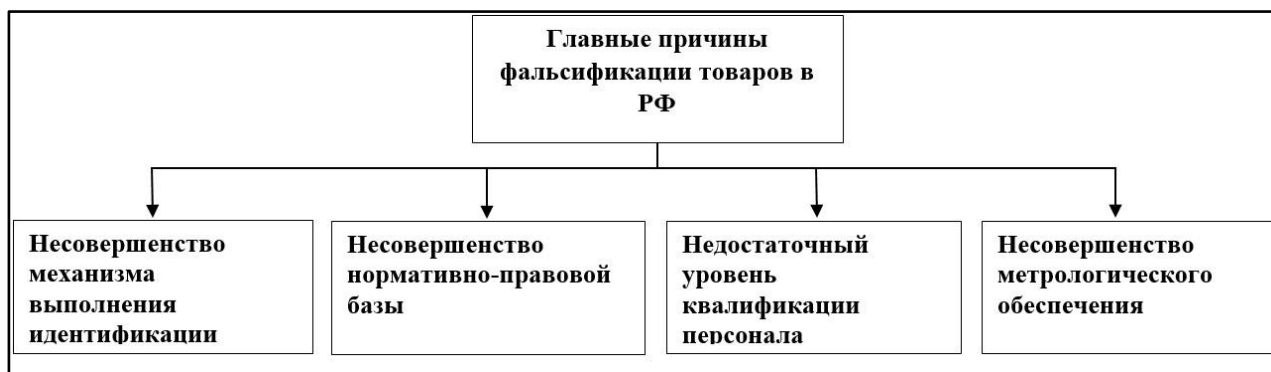 Главные причины
фальсификации товаров в
РФ
Несовершенство
механизма
выполнения
идентификации
Несовершенство
нормативно-правовой
базы
Недостаточный
уровень
квалификации
персонала
Несовершенство
метрологического
обеспечения